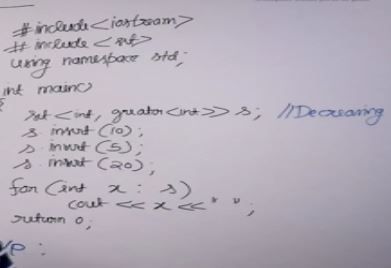 #include<iostream>
#include <set>
using namespace std;
int main()
{
set <int, greater<int>> s; //Decreasing
s.insert (10);
s.insert (5);
s.insert (20);
for (int x : s)
cout << x <<" ";
return 0;
/p :